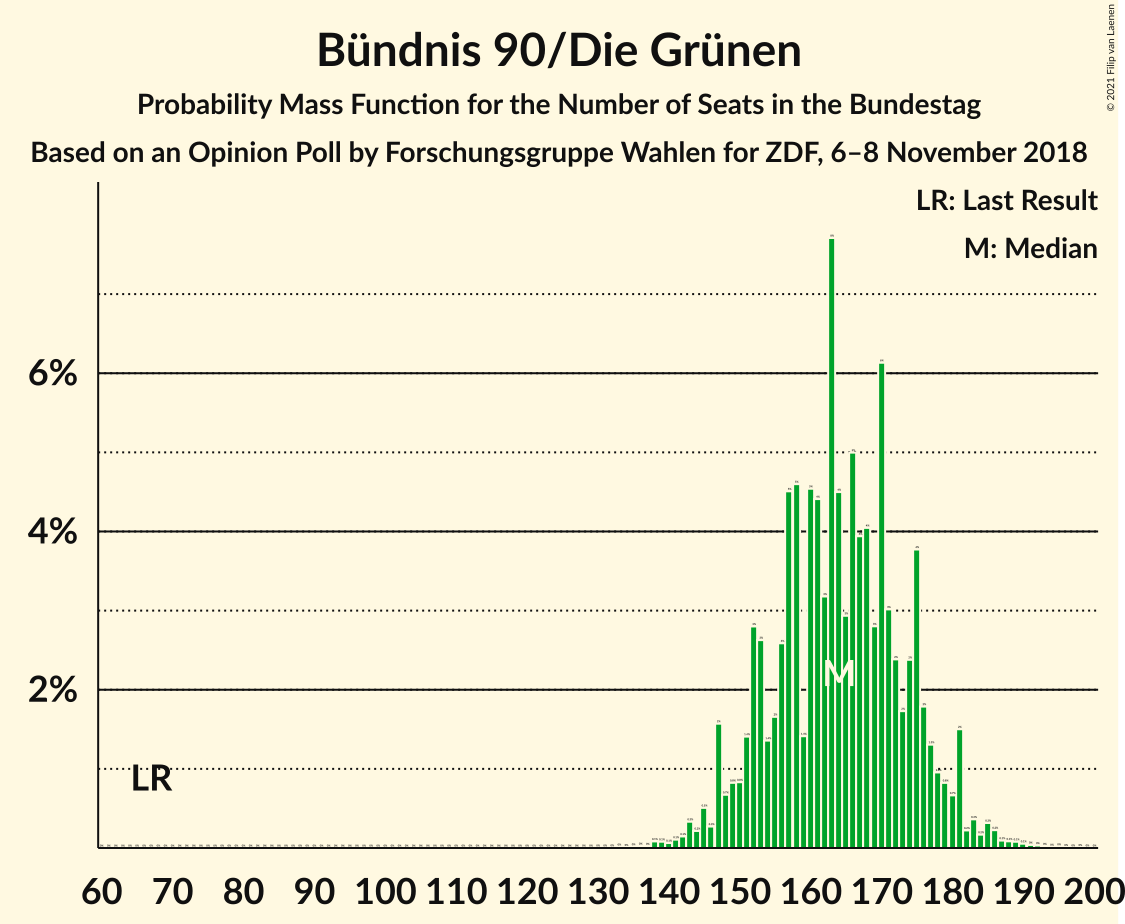 Bündnis 90/Die Grünen
Probability Mass Function for the Number of Seats in the Bundestag
Based on an Opinion Poll by Forschungsgruppe Wahlen for ZDF, 6–8 November 2018
© 2021 Filip van Laenen
LR: Last Result
M: Median
6%
4%
2%
LR
M
60 70 80 90 100 110 120 130 140 150 160 170 180 190 200